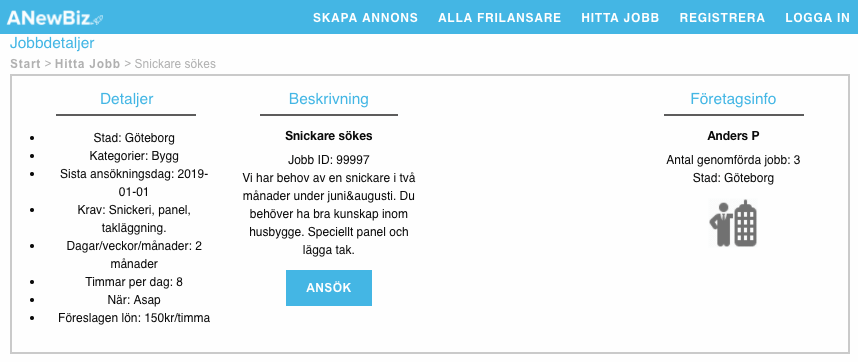 ANewBiz
SKAPA ANNONS ALLA FRILANSARE HITTA JOBB REGISTRERA LOGGA IN
Jobbdetaljer
Start > Hitta Jobb > Snickare sökes
Detaljer
Stad: Göteborg
Kategorier: Bygg
Sista ansökningsdag: 2019-
01-01
Krav: Snickeri, panel,
takläggning.
Dagar/veckor/månader: 2
månader
Timmar per dag: 8
När: Asap
Föreslagen lön: 150kr/timma
Beskrivning
Snickare sökes
Jobb ID: 99997
Vi har behov av en snickare i två
månader under juni&augusti. Du
behöver ha bra kunskap inom
husbygge. Speciellt panel och
lägga tak.
ANSÖK
Företagsinfo
Anders P
Antal genomförda jobb: 3
Stad: Göteborg